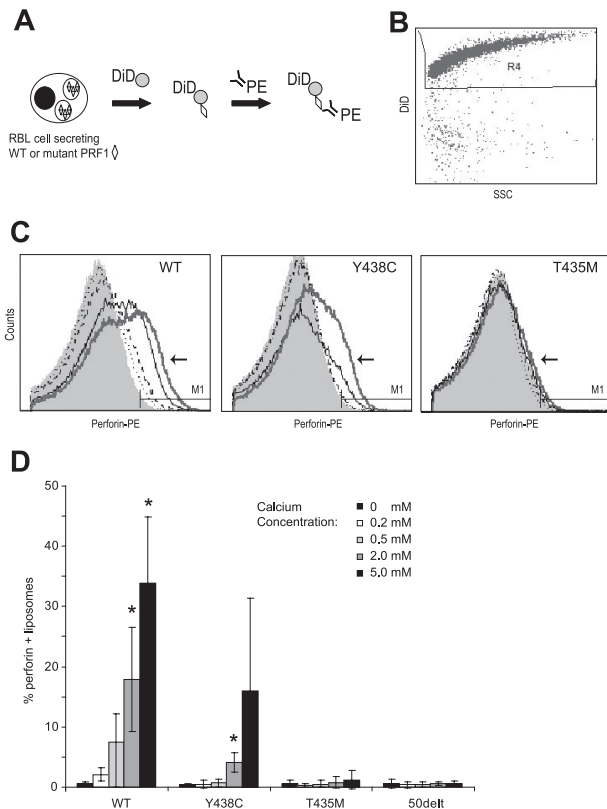 A
DiD
DiD
PE
DiD
PE
RBL cell secreting
WT or mutant PRF1
B
R4
DiD
SSC
C
WT
Y438C
T435M
Counts
M1
M1
M1
Perforin-PE
Perforin-PE
Perforin-PE
D
50
40
30
20
10
0
% perforin + liposomes
Calcium
Concentration:
0 mM
0.2 mM
0.5 mM
2.0 mM
5.0 mM
*
*
*
WT
Y438C
T435M
50delt